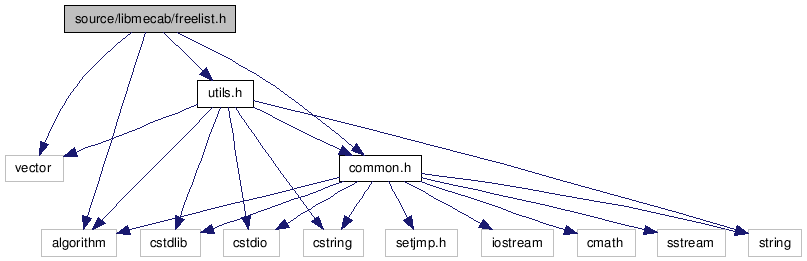 source/libmecab/freelist.h
utils.h
vector
common.h
algorithm
cstdlib
cstdio
cstring
setjmp.h
iostream
cmath
sstream
string